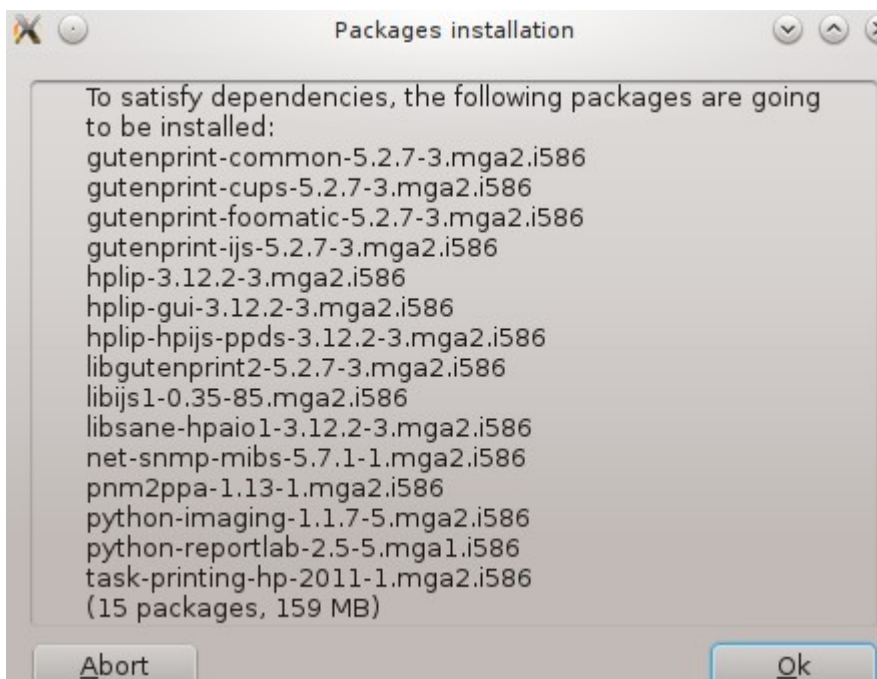 Packages installation
To satisfy dependencies, the following packages are going
to be installed:
gutenprint-common-5.2.7-3.mga2.i586
gutenprint-cups-5.2.7-3.mga2.i586
gutenprint-foomatic-5.2.7-3.mga2.i586
gutenprint-ijs-5.2.7-3.mga2.i586
hplip-3.12.2-3.mga2.i586
hplip-gui-3.12.2-3.mga2.i586
hplip-hpijs-ppds-3.12.2-3.mga2.i586
libgutenprint2-5.2.7-3.mga2.i586
libijs1-0.35-85.mga2.i586
libsane-hpaio1-3.12.2-3.mga2.i586
net-snmp-mibs-5.7.1-1.mga2.i586
pnm2ppa-1.13-1.mga2.i586
python-imaging-1.1.7-5.mga2.i586
python-reportlab-2.5-5.mga1.i586
task-printing-hp-2011-1.mga2.i586
(15 packages, 159 MB)
Abort
Ok